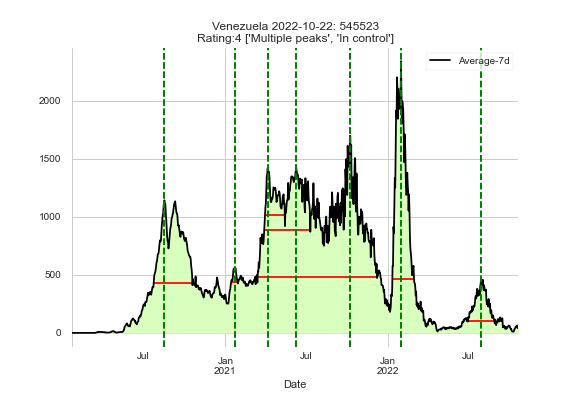 Venezuela 2022-10-22: 545523
Rating:4 ['Multiple peaks', 'In control']
Average-7d
2000
1500
1000
500
0
Jul
Jan
2021
Jul
Jan
2022
Jul
Date